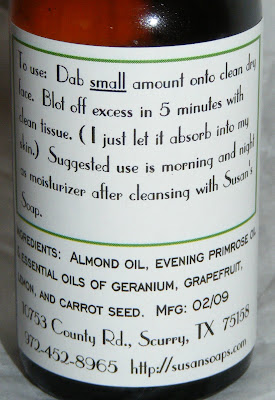 To use: Dab small amount onto clean dry
face. Blot off excess in 5 minutes with
clean tissue. (I just let it absorb into my
skin.) Suggested use is morning and night
as moisturizer after cleansing with Susan's
Soap.
INGREDIENTS: ALMOND OIL, EVENING PRIMROSE OIL
ESSENTIAL OILS OF GERANIUM, GRAPEFRUIT,
LEMON, AND CARROT SEED. MFG: 02/09
10753 County Rd., Scurry, TX 75158
972-452-8965 http://susansoaps.com